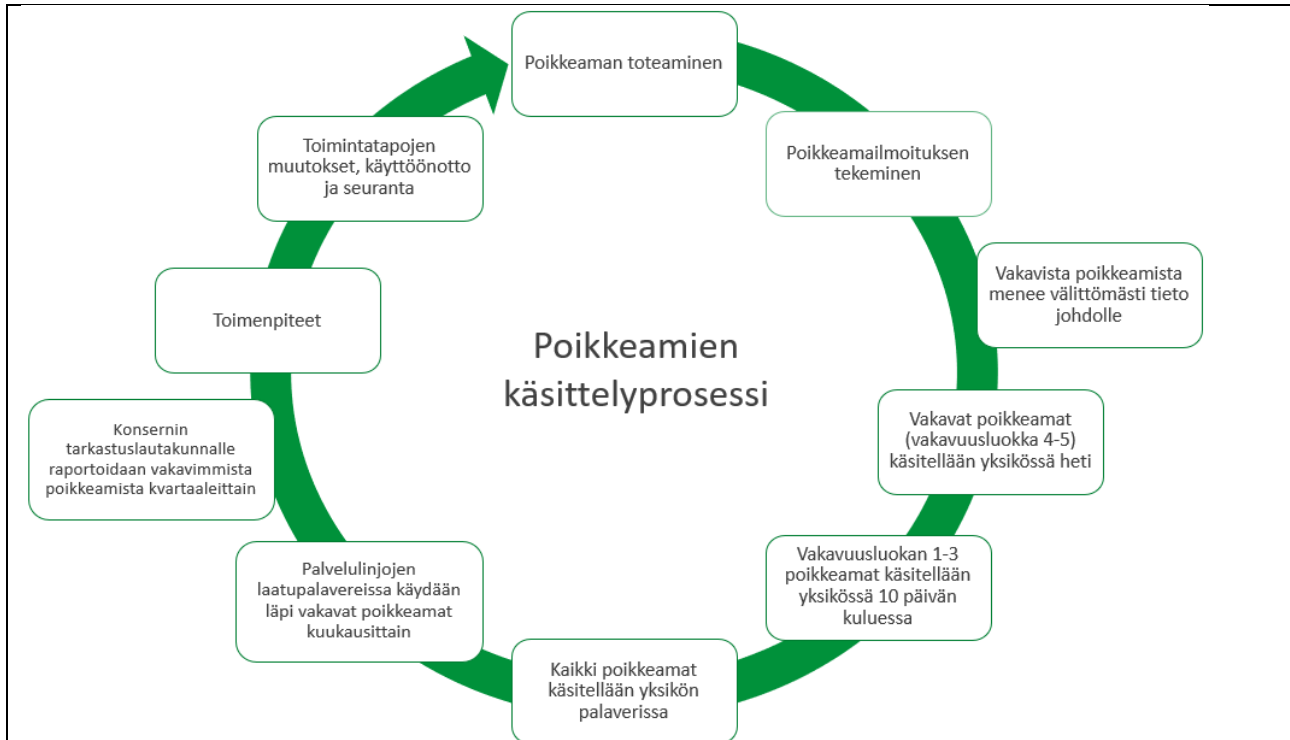 Poikkeaman toteaminen
Poikkeamailmoituksen
tekeminen
Vakavista poikkeamista
menee välittömästi tieto
johdolle
Vakavat poikkeamat
(vakavuusluokka 4-5)
käsitellään yksikössä heti
Vakavuusluokan 1-3
poikkeamat käsitellään
yksikössä 10 päivän
kuluessa
Kaikki poikkeamat
käsitellään yksikön
palaverissa
Palvelulinjojen
laatupalavereissa käydään
läpi vakavat poikkeamat
kuukausittain
Konsernin
tarkastuslautakunnalle
raportoidaan vakavimmista
poikkeamista kvartaaleittain
Toimenpiteet
Toimintatapojen
muutokset, käyttöönotto
ja seuranta
Poikkeamien
käsittelyprosessi